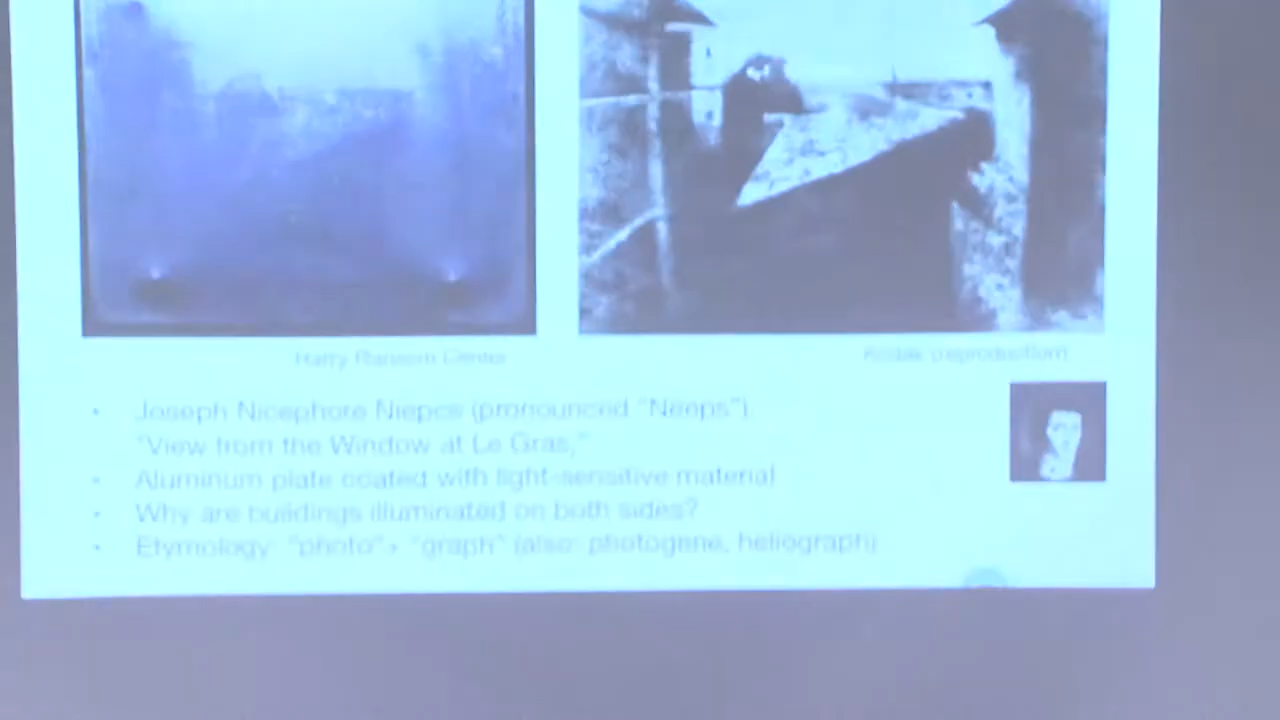 Harry Ransom Center
Kodak (reproduction)
Joseph Nicephore Niepce (pronounced "Neeps")
"View from the Window at Le Gras,"
Aluminum plate coated with light-sensitive material
Why are buildings illuminated on both sides?
Etymology: "photo"+ "graph" (also: photogene, heliograph)